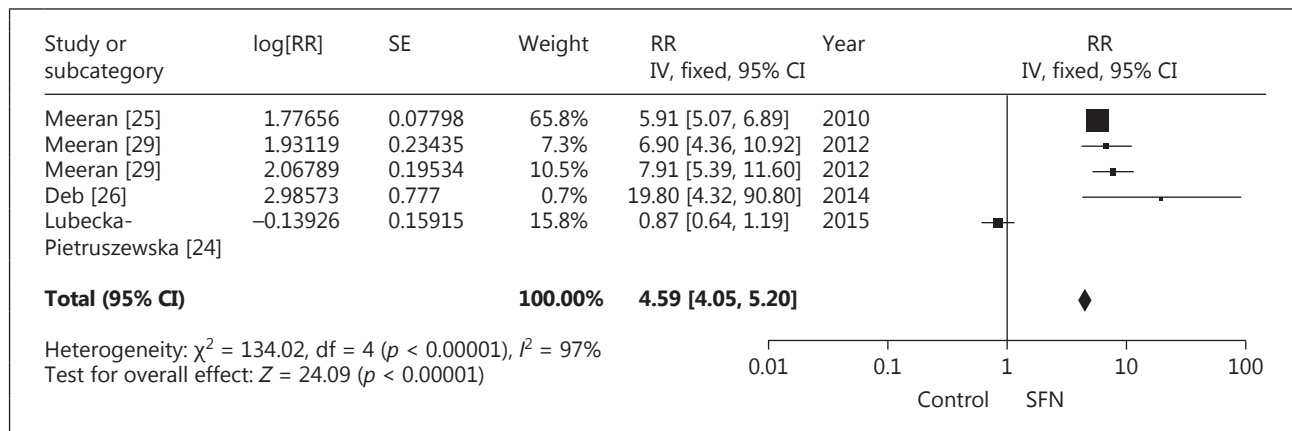 Study or subcategory log[RR] SE Weight RR IV, fixed, 95% CI Year RR IV, fixed, 95% CI
Meeran [25] 1.77656 0.07798 65.8% 5.91 [5.07, 6.89] 2010
Meeran [29] 1.93119 0.23435 7.3% 6.90 [4.36, 10.92] 2012
Meeran [29] 2.06789 0.19534 10.5% 7.91 [5.39, 11.60] 2012
Deb [26] 2.98573 0.777 0.7% 19.80 [4.32, 90.80] 2014
Lubecka- –0.13926 0.15915 15.8% 0.87 [0.64, 1.19] 2015
Pietruszewska [24]
Total (95% CI) 100.00% 4.59 [4.05, 5.20]
Heterogeneity: χ² = 134.02, df = 4 (p < 0.00001), I² = 97%
Test for overall effect: Z = 24.09 (p < 0.00001)
0.01 0.1 1 10 100
Control SFN